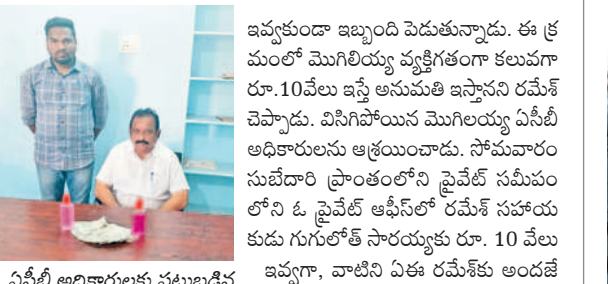 ఇవ్వకుండా ఇబ్బంది పెడుతున్నాడు. ఈ క్ర
మంలో మొగిలియ్య వ్యక్తిగతంగా కలువగా
రూ.10వేలు ఇస్తే అనుమతి ఇస్తానని రమేశ్
చెప్పాడు. విసిగిపోయిన మొగిలయ్య ఏసీబీ
అధికారులను ఆశ్రయించాడు. సోమవారం
సుబేదారి ప్రాంతంలోని ప్రైవేట్ సమీపం
లోని ఓ ప్రైవేట్ ఆఫీస్‌లో రమేశ్ సహాయ
కుడు గుగులోత్ సారయ్యకు రూ. 10 వేలు
ఇవ్వగా, వాటిని ఏఈ రమేశ్‌కు అందజే
ఏసీబీ అధికారులకు పట్టుబడిన